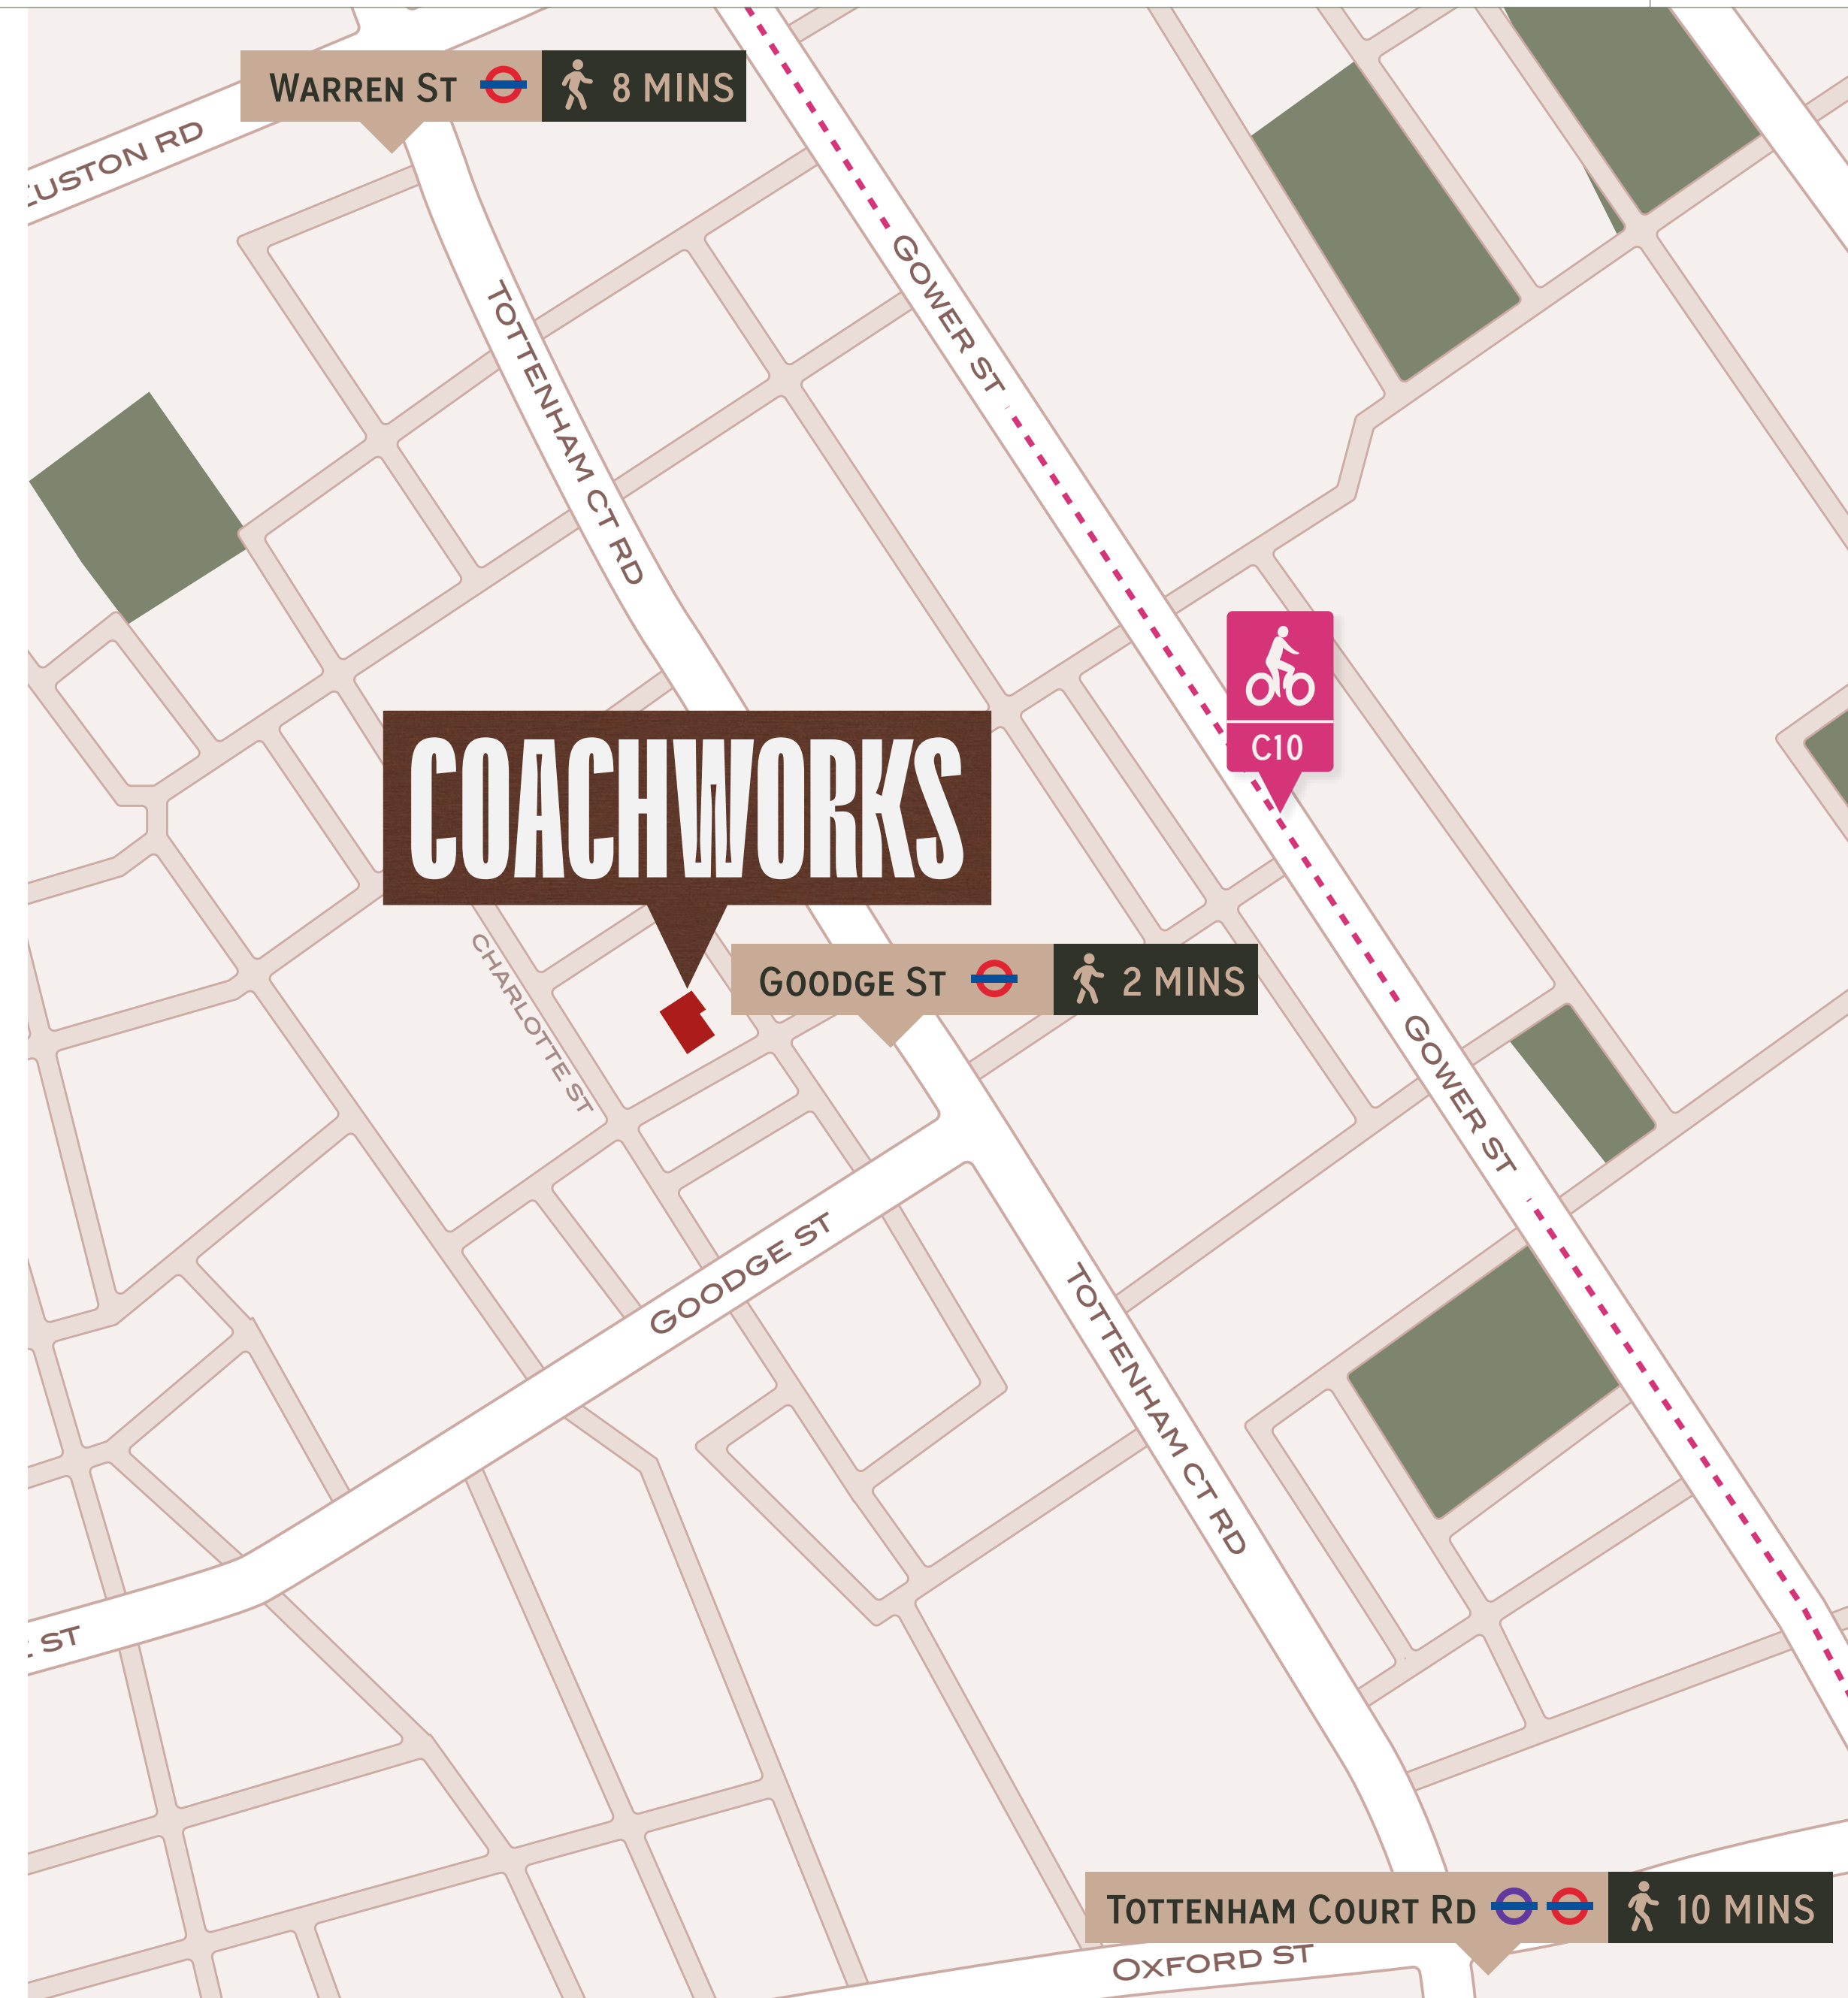 WARREN ST
8 MINS
USTON RD
TOTTENHAM CT RD
GOWER ST
C10
COACHWORKS
CHARLOTTE ST
GOODGE ST
2 MINS
GOWER ST
GOODGE ST
TOTTENHAM CT RD
ST
TOTTENHAM COURT RD
10 MINS
OXFORD ST